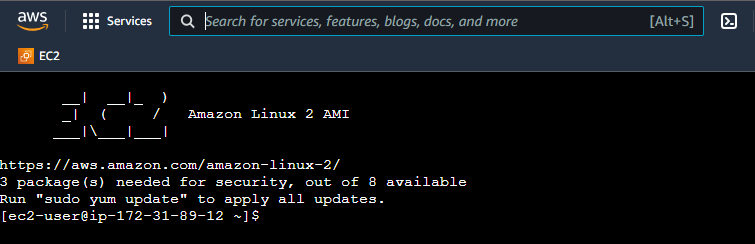 aws
Services
Search for services, features, blogs, docs, and more
[Alt+S]
EC2
__|  __|_  )
_|  (     /   Amazon Linux 2 AMI
___|\___|___|
https://aws.amazon.com/amazon-linux-2/
3 package(s) needed for security, out of 8 available
Run "sudo yum update" to apply all updates.
[ec2-user@ip-172-31-89-12 ~]$